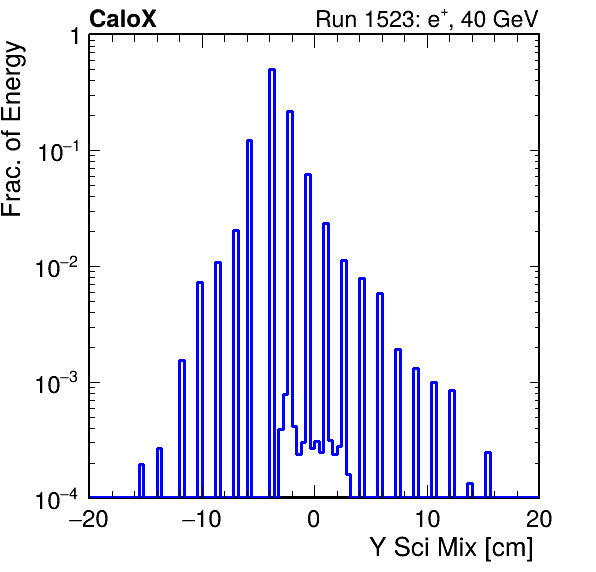 CaloX Run 1523: e⁺, 40 GeV
Frac. of Energy
1
10⁻¹
10⁻²
10⁻³
10⁻⁴
−20 −10 0 10 20
Y Sci Mix [cm]